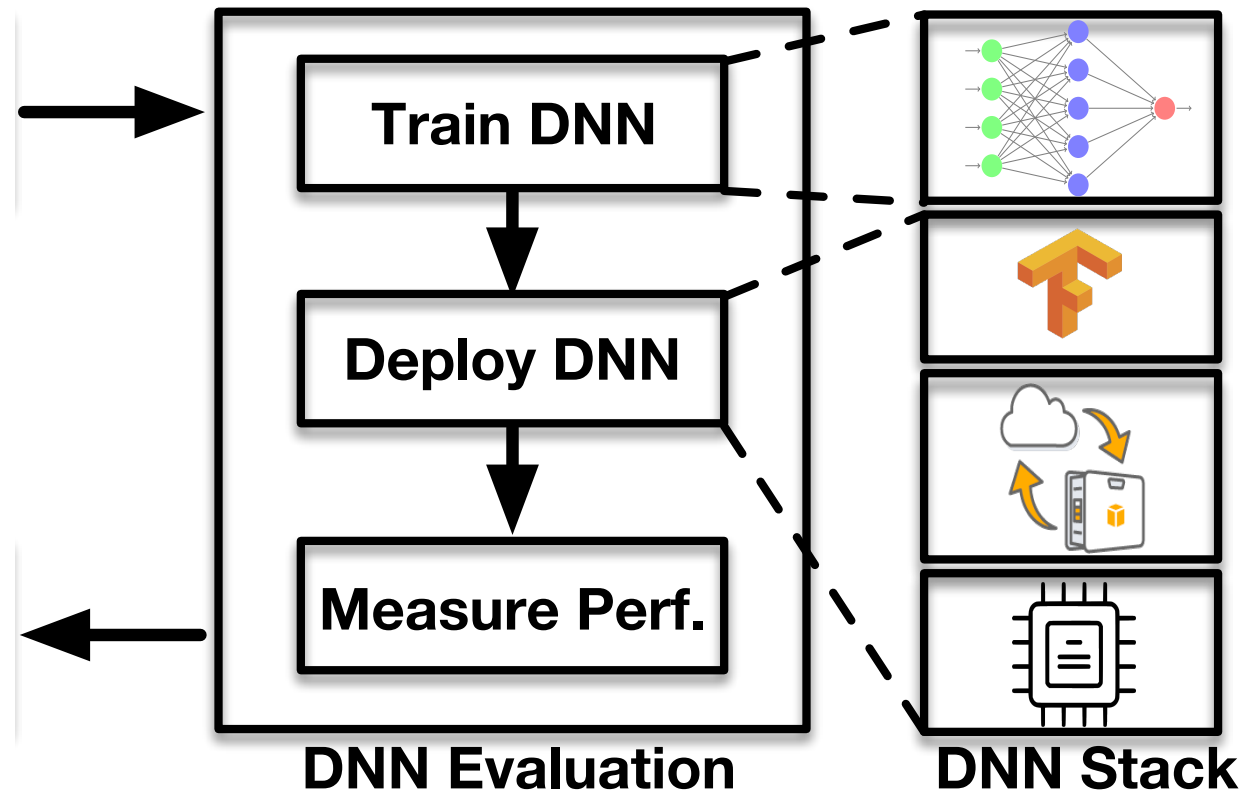 Train DNN
Deploy DNN
Measure Perf.
DNN Evaluation
DNN Stack